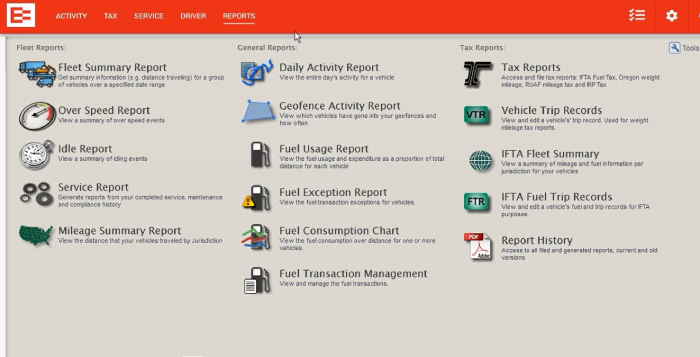 ACTIVITY TAX SERVICE DRIVER REPORTS
Tools
Fleet Reports:
Fleet Summary Report
Get summary information (e.g. distance traveling) for a group
of vehicles over a specified date range
Over Speed Report
View a summary of over speed events
Idle Report
View a summary of idling events
Service Report
Generate reports from your completed service, maintenance
and compliance history
Mileage Summary Report
View the distance that your vehicles traveled by Jurisdiction
General Reports:
Daily Activity Report
View the entire day's activity for a vehicle
Geofence Activity Report
View which vehicles have gone into your geofences and
how often
Fuel Usage Report
View the fuel usage and expenditure as a proportion of total
distance for each vehicle
Fuel Exception Report
View the fuel transaction exceptions for vehicles.
Fuel Consumption Chart
View the fuel consumption over distance for one or more
vehicles.
Fuel Transaction Management
View and manage the fuel transactions.
Tax Reports:
Tax Reports
Access and file tax reports: IFTA Fuel Tax, Oregon weight
mileage, RUAF mileage tax and IRP Tax
VTR
Vehicle Trip Records
View and edit a vehicle's trip record. Used for weight
mileage tax reports.
IFTA Fleet Summary
View a summary of mileage and fuel information per
jurisdiction for your vehicles
FTR
IFTA Fuel Trip Records
View and edit a vehicle's fuel and trip records for IFTA
purposes
PDF
Adobe
Report History
Access to all filed and generated reports, current and old
versions